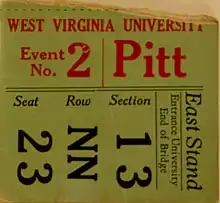 WEST VIRGINIA UNIVERSITY
Event No. 2
Pitt
Seat 23
Row NN
Section 13
East Stand
Entrance University
End of Bridge